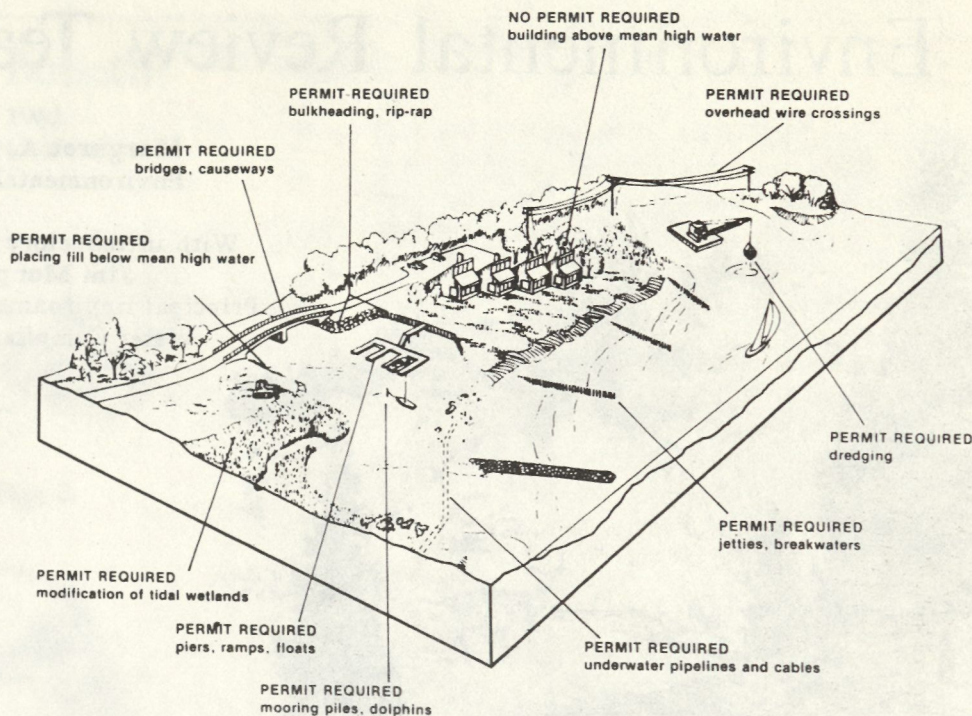 NO PERMIT REQUIRED
building above mean high water
PERMIT-REQUIRED
bulkheading, rip-rap
PERMIT REQUIRED
overhead wire crossings
PERMIT REQUIRED
bridges, causeways
PERMIT REQUIRED
placing fill below mean high water
PERMIT REQUIRED
dredging
PERMIT REQUIRED
jetties, breakwaters
PERMIT REQUIRED
modification of tidal wetlands
PERMIT REQUIRED
piers, ramps, floats
PERMIT REQUIRED
underwater pipelines and cables
PERMIT REQUIRED
mooring piles, dolphins